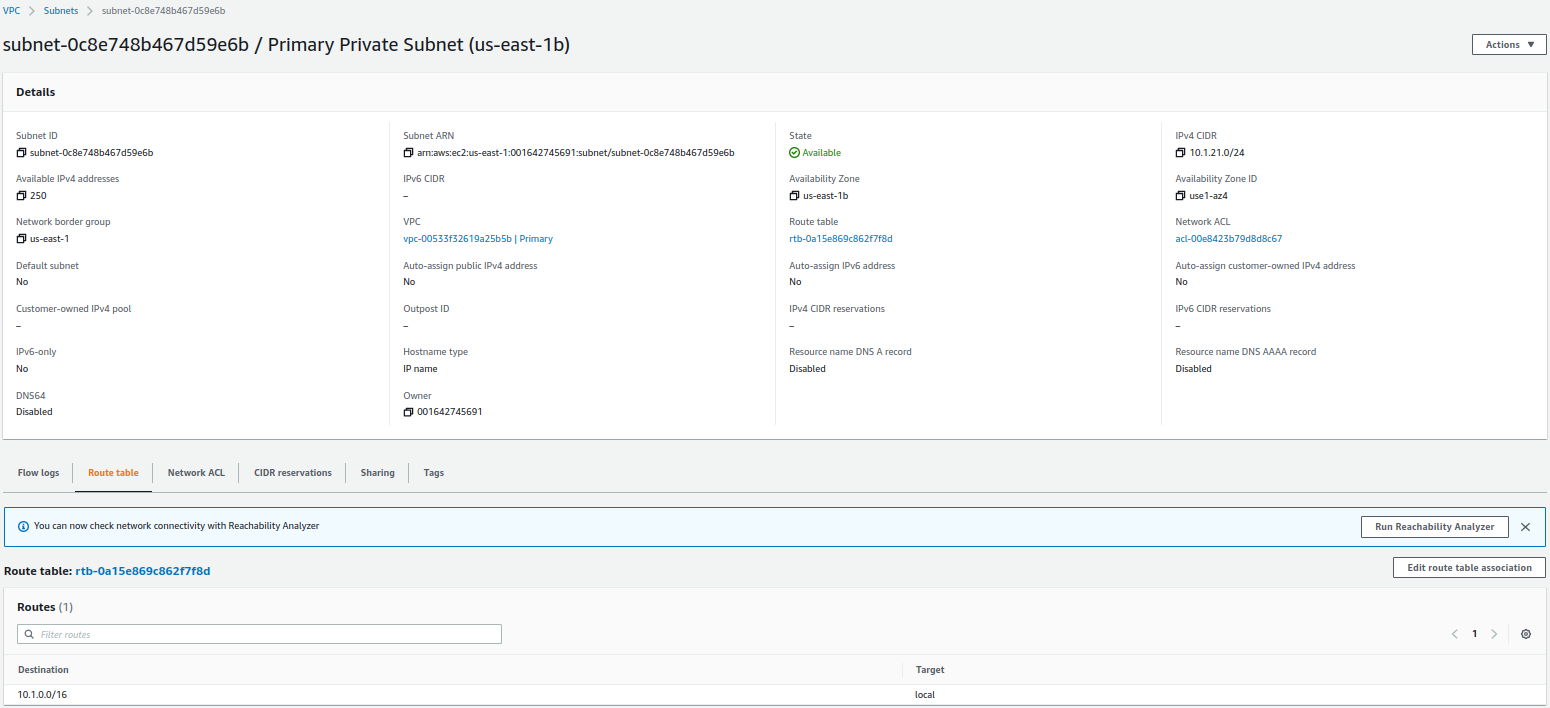 VPC > Subnets > subnet-0c8e748b467d59e6b
subnet-0c8e748b467d59e6b / Primary Private Subnet (us-east-1b)
Actions ▼
Details
Subnet ID
subnet-0c8e748b467d59e6b
Subnet ARN
arn:aws:ec2:us-east-1:001642745691:subnet/subnet-0c8e748b467d59e6b
State
Available
IPv4 CIDR
10.1.21.0/24
Available IPv4 addresses
250
IPv6 CIDR
–
Availability Zone
us-east-1b
Availability Zone ID
use1-az4
Network border group
us-east-1
VPC
vpc-00533f32619a25b5b | Primary
Route table
rtb-0a15e869c862f7f8d
Network ACL
acl-00e8423b79d8d8c67
Default subnet
No
Auto-assign public IPv4 address
No
Auto-assign IPv6 address
No
Auto-assign customer-owned IPv4 address
No
Customer-owned IPv4 pool
–
Outpost ID
–
IPv4 CIDR reservations
–
IPv6 CIDR reservations
–
IPv6-only
No
Hostname type
IP name
Resource name DNS A record
Disabled
Resource name DNS AAAA record
Disabled
DNS64
Disabled
Owner
001642745691
Flow logs
Route table
Network ACL
CIDR reservations
Sharing
Tags
You can now check network connectivity with Reachability Analyzer
Run Reachability Analyzer
Route table: rtb-0a15e869c862f7f8d
Edit route table association
Routes (1)
Filter routes
1
Destination
Target
10.1.0.0/16
local